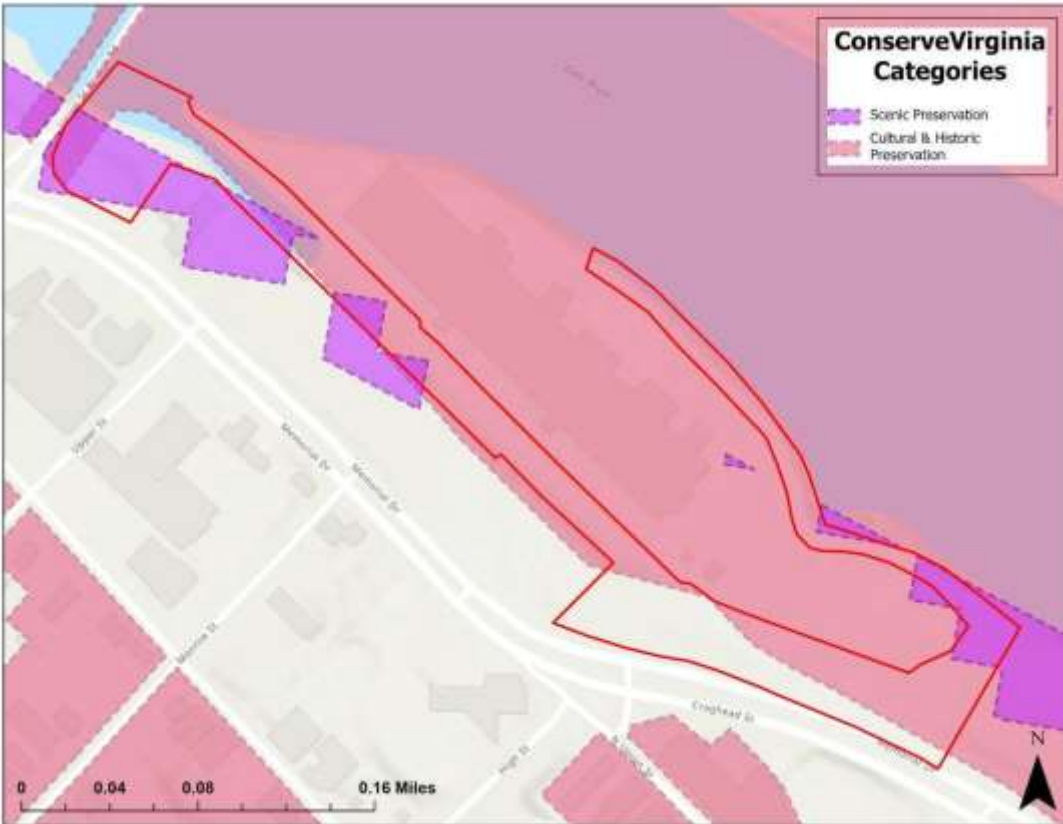 ConserveVirginia
Categories
Scenic Preservation
Cultural & Historic
Preservation
Upper St
Memorial Dr
Memorial Dr
Monroe St
High St
Craghead St
N
0 0.04 0.08 0.16 Miles